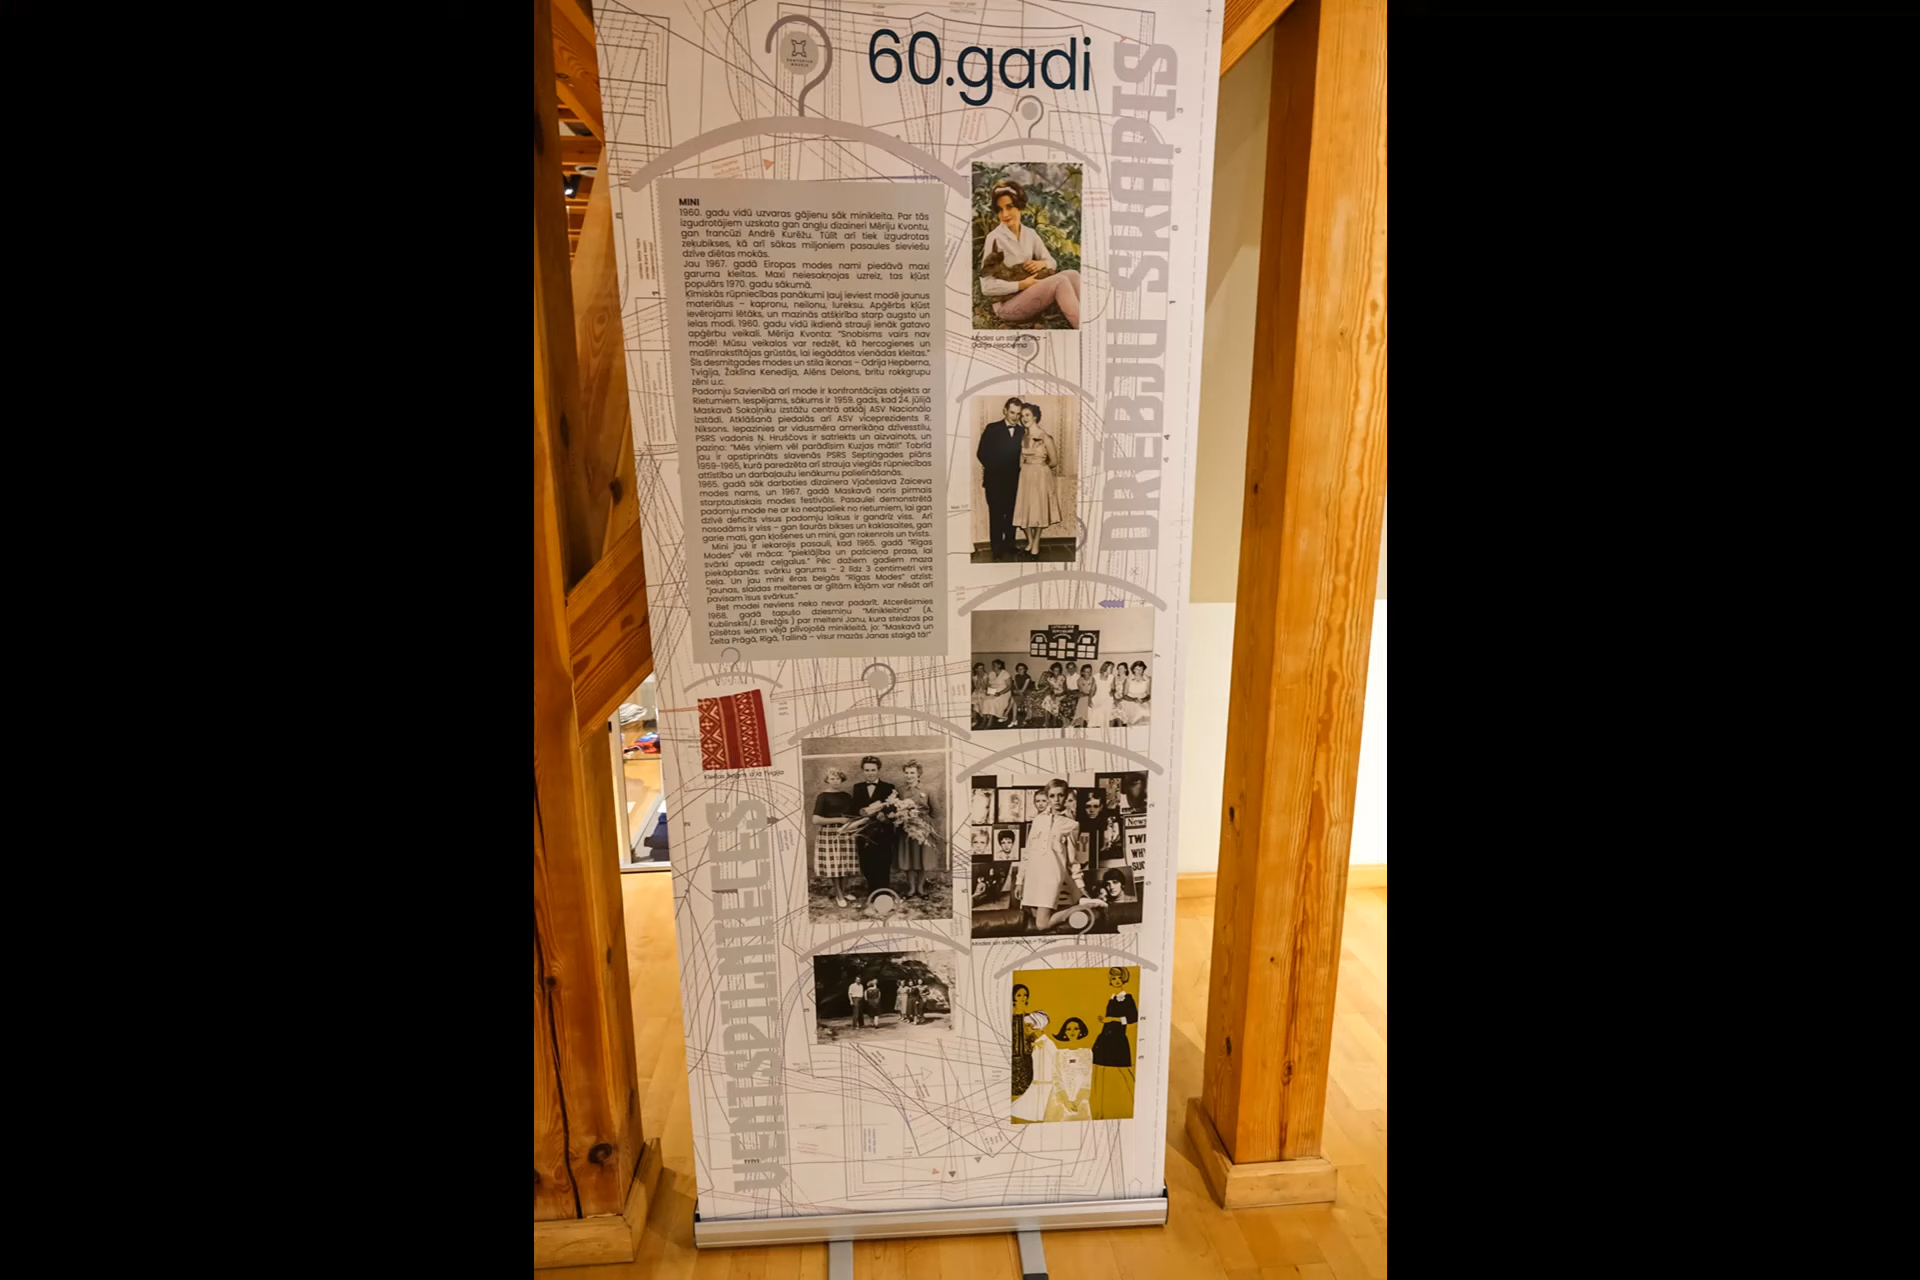 60.gadi
DRĒBJU SKAPIS
MINI
1960. gadu vidū uzvaras gājienu sāk minikleita. Par tās
izgudrotājiem uzskata gan angļu dizaineri Mēriju Kvontu,
gan francūzi Andrē Kurēžu. Tūlīt arī tiek izgudrotas
zeķubikses, kā arī sākas miljoniem pasaules sieviešu
dzīve diētas mokās.
Jau 1967. gadā Eiropas modes nami piedāvā maxi
garuma kleitas. Maxi neiesakņojas uzreiz, tas kļūst
populārs 1970. gadu sākumā.
Ķīmiskās rūpniecības panākumi ļauj ieviest modē jaunus
materiālus – kapronu, neilonu, lureksu. Apģērbs kļūst
ievērojami lētāks, un mazinās atšķirība starp augsto un
ielas modi. 1960. gadu vidū ikdienā strauji ienāk gatavo
apģērbu veikali. Mērija Kvonta: "Snobisms vairs nav
modē! Mūsu veikalos var redzēt, kā hercogienes un
mašīnrakstītājas grūstās, lai iegādātos vienādas kleitas."
Šīs desmitgades modes un stila ikonas – Odrija Hepberna,
Tvigija, Žaklīna Kenedija, Alēns Delons, britu rokgrupu
zēni u.c.
Padomju Savienībā arī mode ir konfrontācijas objekts ar
Rietumiem. Iespējams, sākums ir 1959. gads, kad 24. jūlijā
Maskavā Sokoļņiku izstāžu centrā atklāj ASV Nacionālo
izstādi. Atklāšanā piedalās arī ASV viceprezidents R.
Niksons. Iepazinies ar vidusmēra amerikāņa dzīvesstilu,
PSRS vadonis Ņ. Hruščovs ir satriekts un aizvainots, un
paziņo: "Mēs viņiem vēl parādīsim Kuzjas māti!" Tobrīd
jau ir apstiprināts slavenās PSRS Septiņgades plāns
1959-1965, kurā paredzēta arī strauja vieglās rūpniecības
attīstība un darbaļaužu ienākumu palielināšanās.
1965. gadā sāk darboties dizainera Vjačeslava Zaiceva
modes nams, un 1967. gadā Maskavā noris pirmais
starptautiskais modes festivāls. Pasaulei demonstrētā
padomju mode ne ar ko neatpaliek no rietumiem, lai gan
dzīvē deficīts visus padomju laikus ir gandrīz viss. Arī
nosodāms ir viss – gan šaurās bikses un kaklasaites, gan
garie mati, gan kļošenes un mini, gan rokenrols un tvists.
Mini jau ir iekarojis pasauli, kad 1965. gadā "Rīgas
Modes" vēl māca: "pieklājība un pašcieņa prasa, lai
svārki apsedz ceļgalus." Pēc dažiem gadiem maza
piekāpšanās: svārku garums – 2 līdz 3 centimetri virs
ceļa. Un jau mini ēras beigās "Rīgas Modes" atzīst:
"jaunas, slaidas meitenes ar glītām kājām var nēsāt arī
pavisam īsus svārkus."
Bet modei neviens neko nevar padarīt. Atcerēsimies
1968. gadā tapušo dziesmiņu "Minikleitiņa" (A.
Kublinskis/J. Brežģis ) par meiteni Janu, kura steidzas pa
pilsētas ielām vējā plīvojošā minikleitā, jo: "Maskavā un
Zelta Prāgā, Rīgā, Tallinā – visur mazās Janas staigā tā!"
Modes un stila ikona –
Odrija Hepberna
Modes un stila ikona – Tvigija